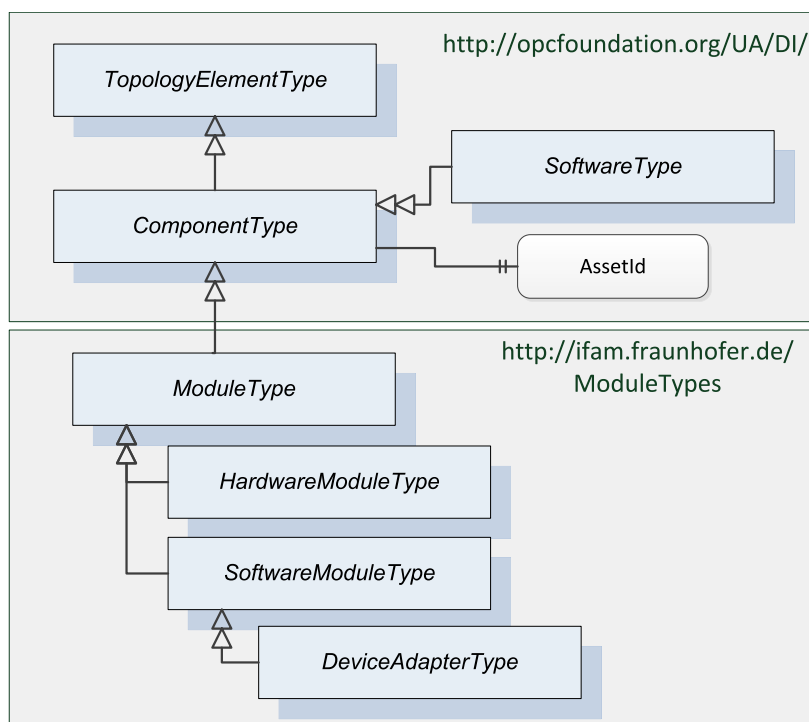 http://opcfoundation.org/UA/DI/
TopologyElementType
SoftwareType
ComponentType
AssetId
http://ifam.fraunhofer.de/
ModuleTypes
ModuleType
HardwareModuleType
SoftwareModuleType
DeviceAdapterType